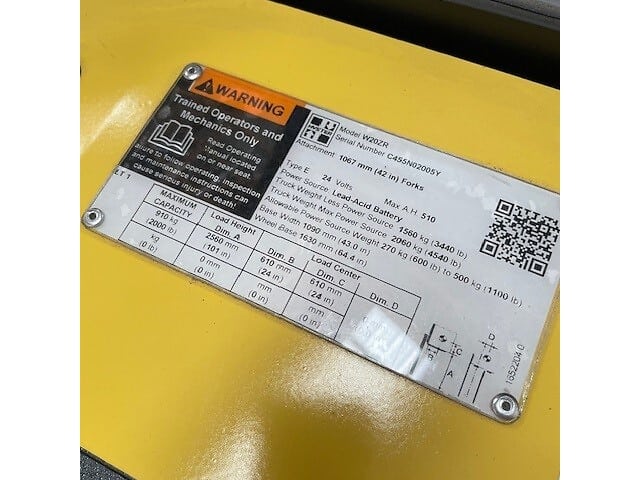 WARNING
Trained Operators and
Mechanics Only
Read Operating
Manual located
on or rear seat.
ailure to follow operating, inspection
and maintenance instructions can
cause serious injury or death!
HYSTER
Model W20ZR
Serial Number C455N02005Y
Attachment
1067 mm (42 in) Forks
Type E 24 Volts Max A.H. 510
Power Source: Lead-Acid Battery
Truck Weight Less Power Source 1560 kg (3440 lb)
Truck Weight Max Power Source 2060 kg (4540 lb)
Allowable Power Source Weight 270 kg (600 lb) to 500 kg (1100 lb)
Base Width 1090 mm (43.0 in)
Wheel Base 1630 mm (64.4 in)
MAXIMUM CAPACITY
Load Height Dim. A
Dim. B
Load Center Dim. C
Dim. D
910 kg (2000 lb)
2560 mm (101 in)
610 mm (24 in)
610 mm (24 in)
kg (0 lb)
0 mm (0 in)
mm (0 in)
mm (0 in)
D
C
B
A
1652204 0